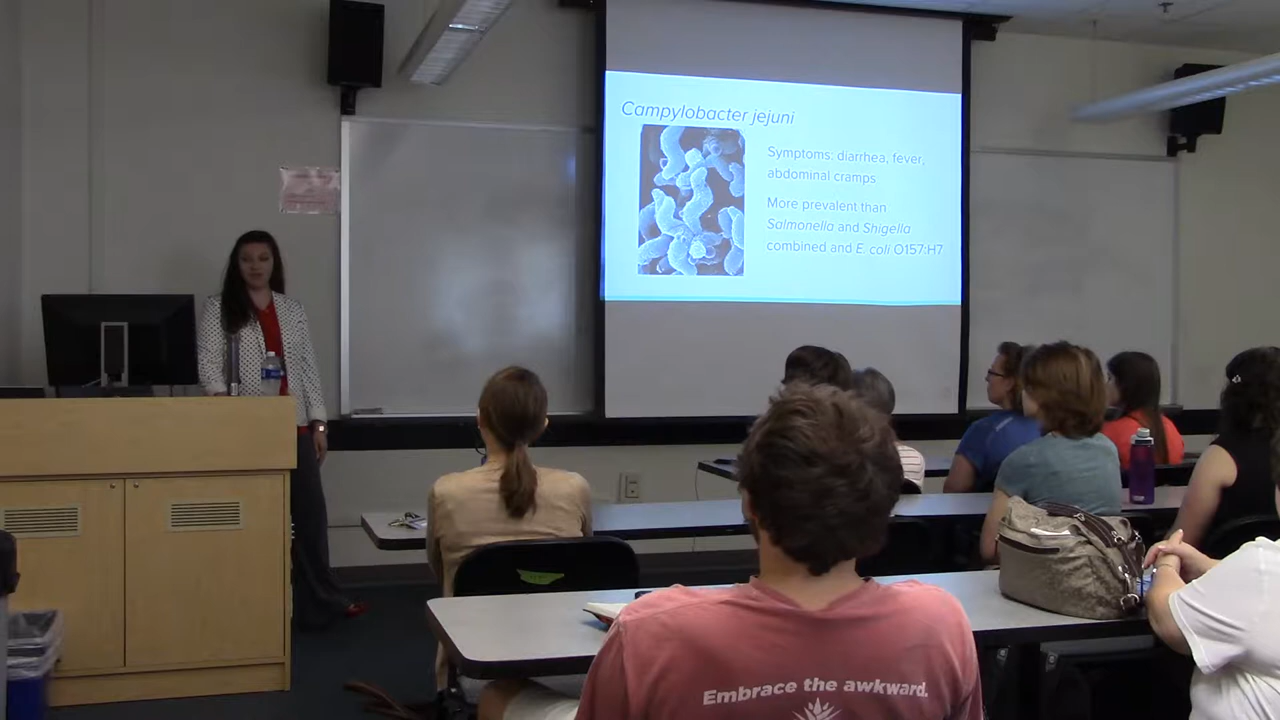 Campylobacter jejuni
Symptoms: diarrhea, fever,
abdominal cramps
More prevalent than
Salmonella and Shigella
combined and E. coli O157:H7
Embrace the awkward.